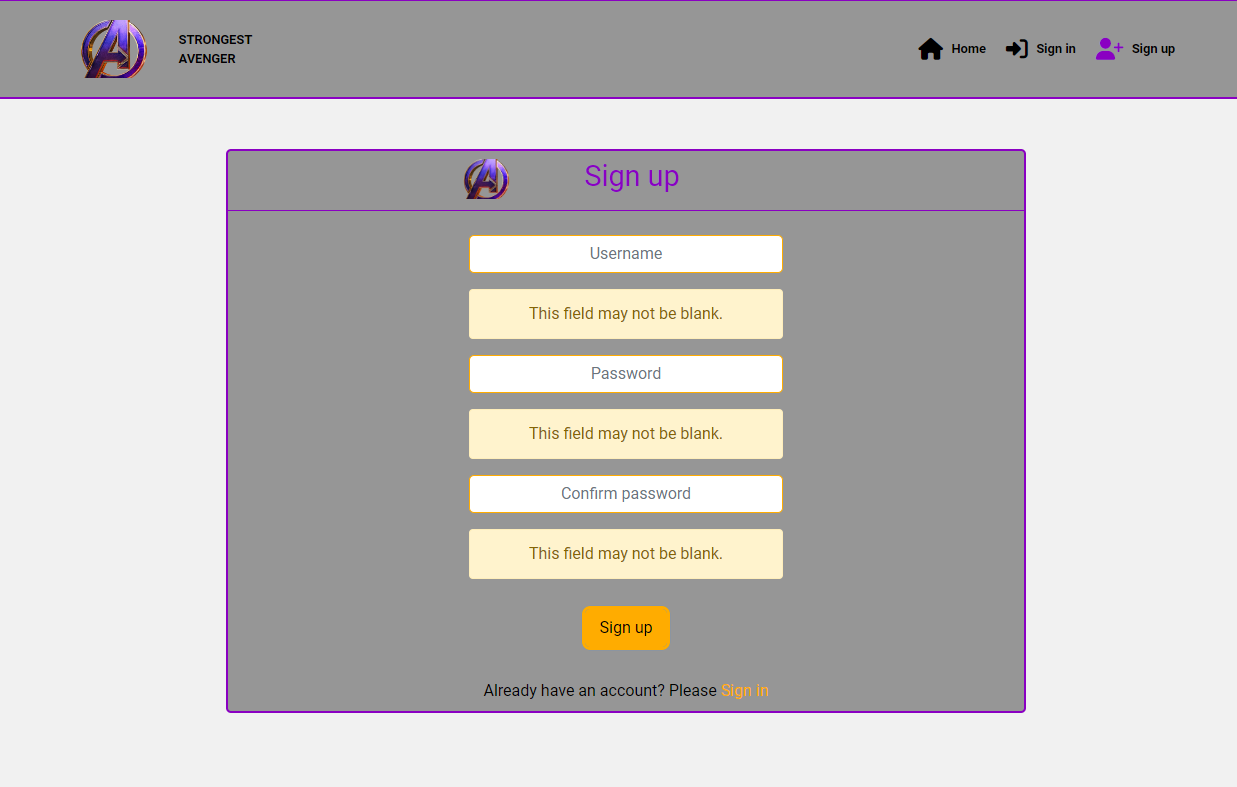 STRONGEST
AVENGER
Home
Sign in
Sign up
Sign up
Username
This field may not be blank.
Password
This field may not be blank.
Confirm password
This field may not be blank.
Sign up
Already have an account? Please Sign in